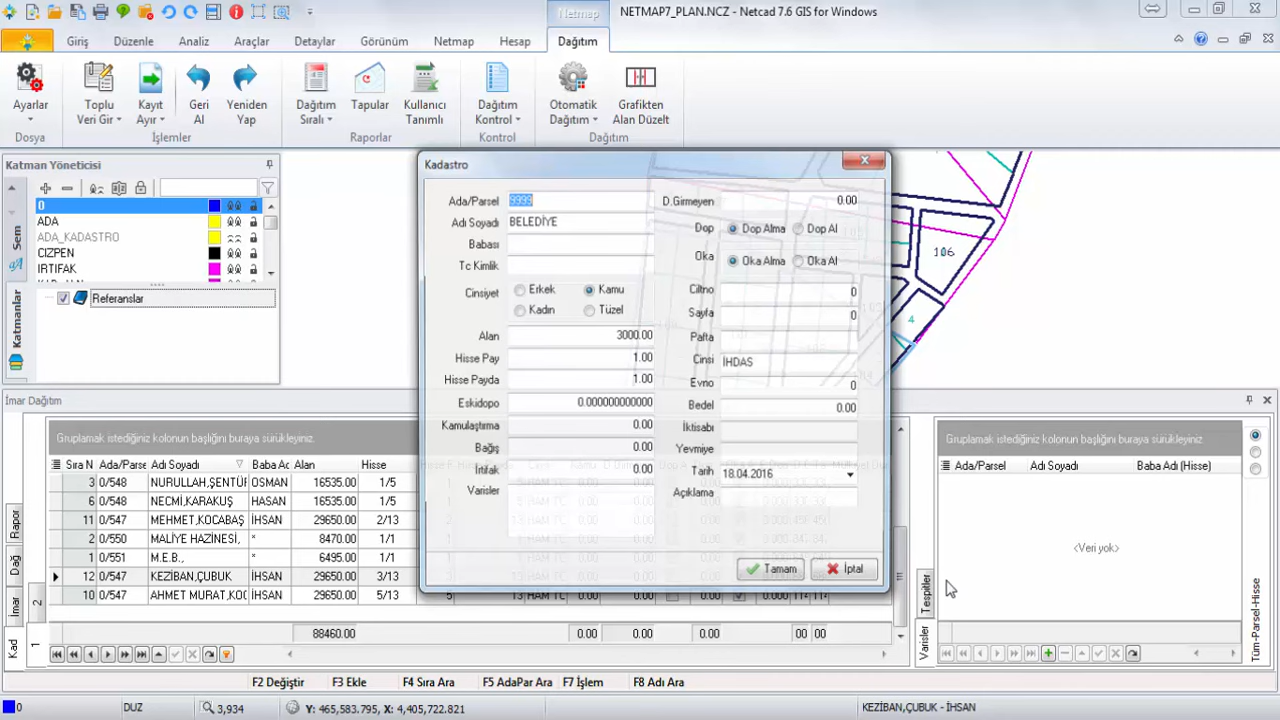 Netmap
NETMAP7_PLAN.NCZ - Netcad 7.6 GIS for Windows
Giriş Düzenle Analiz Araçlar Detaylar Görünüm Netmap Hesap Dağıtım
Ayarlar
Toplu Veri Gir
Kayıt Ayır
Geri Al
Yeniden Yap
Dağıtım Sıralı
Tapular
Kullanıcı Tanımlı
Dağıtım Kontrol
Otomatik Dağıtım
Grafikten Alan Düzelt
Dosya İşlemler Raporlar Kontrol Dağıtım
Katman Yöneticisi
0
ADA
ADA_KADASTRO
CIZPEN
IRTIFAK
Referanslar
Sem
Katmanlar
106
4
Kadastro
Ada/Parsel 9999
Adı Soyadı BELEDİYE
Babası
Tc Kimlik
Cinsiyet Erkek Kamu
Kadın Tüzel
Alan 3000.00
Hisse Pay 1.00
Hisse Payda 1.00
Eskidopo 0.000000000000
Kamulaştırma 0.00
Bağış 0.00
İrtifak 0.00
Varisler
D.Girmeyen 0.00
Dop Dop Alma Dop Al
Oka Oka Alma Oka Al
Ciltno 0
Sayfa 0
Pafta
Cinsi İHDAS
Evno 0
Bedel 0.00
İktisabı
Yevmiye
Tarih 18.04.2016
Açıklama
Tamam İptal
İmar Dağıtım
Gruplamak istediğiniz kolonun başlığını buraya sürükleyiniz.
Sıra N Ada/Parse Adı Soyadı Baba Ac Alan Hisse
3 0/548 NURULLAH,ŞENTÜF OSMAN 16535.00 1/5
6 0/548 NECMİ,KARAKUŞ HASAN 16535.00 1/5
11 0/547 MEHMET,KOCABAŞ İHSAN 29650.00 2/13
2 0/550 MALİYE HAZİNESİ, * 8470.00 1/1
1 0/551 M.E.B., * 6495.00 1/1
12 0/547 KEZİBAN,ÇUBUK İHSAN 29650.00 3/13
10 0/547 AHMET MURAT,KOC İHSAN 29650.00 5/13
88460.00 0.00 0.00 0.00 00 00
Rapor
Dağ
İmar
Kad
2
1
Gruplamak istediğiniz kolonun başlığını buraya sürükleyiniz.
Ada/Parsel Adı Soyadı Baba Adı (Hisse)
<Veri yok>
Tespitler
Varisler
Tüm-Parsel-Hisse
F2 Değiştir F3 Ekle F4 Sıra Ara F5 AdaPar Ara F7 İşlem F8 Adı Ara
0 DUZ 3,934 Y: 465,583.795, X: 4,405,722.821 KEZİBAN,ÇUBUK - İHSAN